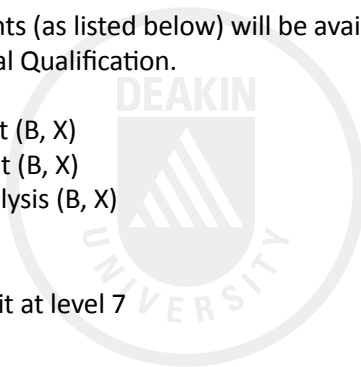 nts (as listed below) will be avai
al Qualification.
DEAKIN
t (B, X)
t (B, X)
lysis (B, X)
it at level 7
UNIVERSITY